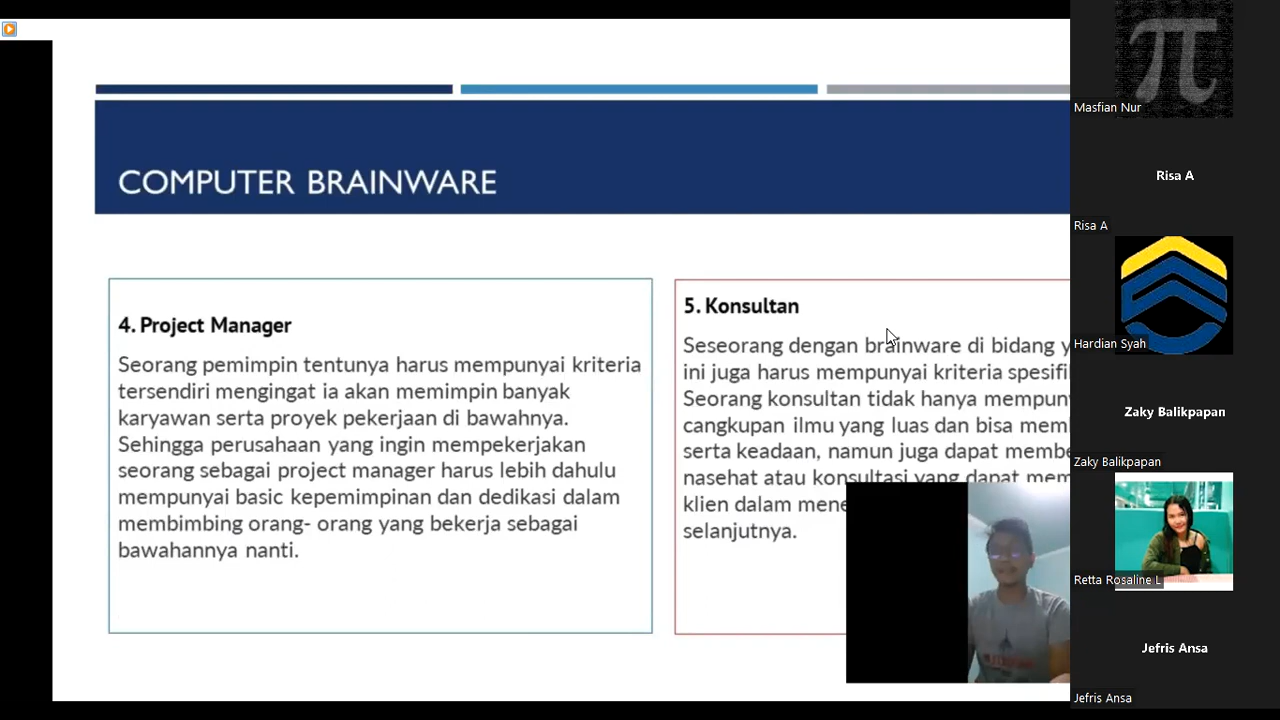 COMPUTER BRAINWARE
4. Project Manager
Seorang pemimpin tentunya harus mempunyai kriteria
tersendiri mengingat ia akan memimpin banyak
karyawan serta proyek pekerjaan di bawahnya.
Sehingga perusahaan yang ingin mempekerjakan
seorang sebagai project manager harus lebih dahulu
mempunyai basic kepemimpinan dan dedikasi dalam
membimbing orang- orang yang bekerja sebagai
bawahannya nanti.
5. Konsultan
Seseorang dengan brainware di bidang
ini juga harus mempunyai kriteria
Seorang konsultan tidak hanya
cangkupan ilmu yang luas dan bisa
serta keadaan, namun juga dapat
nasehat atau konsultasi yang dapat
klien dalam
selanjutnya.
π
Masfian Nur
Risa A
Risa A
Hardian Syah
Zaky Balikpapan
Zaky Balikpapan
Retta Rosaline L
Jefris Ansa
Jefris Ansa